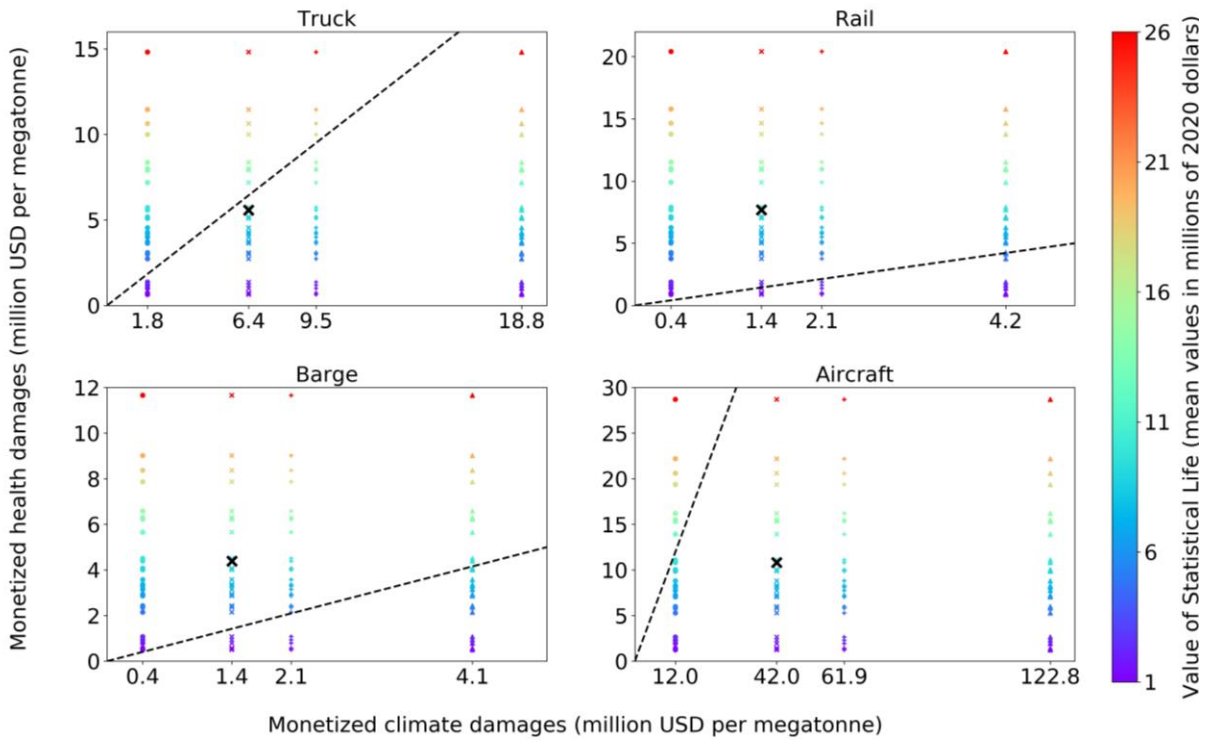 Truck
15
10
5
0
1.8 6.4 9.5 18.8
Rail
20
15
10
5
0
0.4 1.4 2.1 4.2
Barge
12
10
8
6
4
2
0
0.4 1.4 2.1 4.1
Aircraft
30
25
20
15
10
5
0
12.0 42.0 61.9 122.8
Monetized health damages (million USD per megatonne)
Monetized climate damages (million USD per megatonne)
26
21
16
11
6
1
Value of Statistical Life (mean values in millions of 2020 dollars)